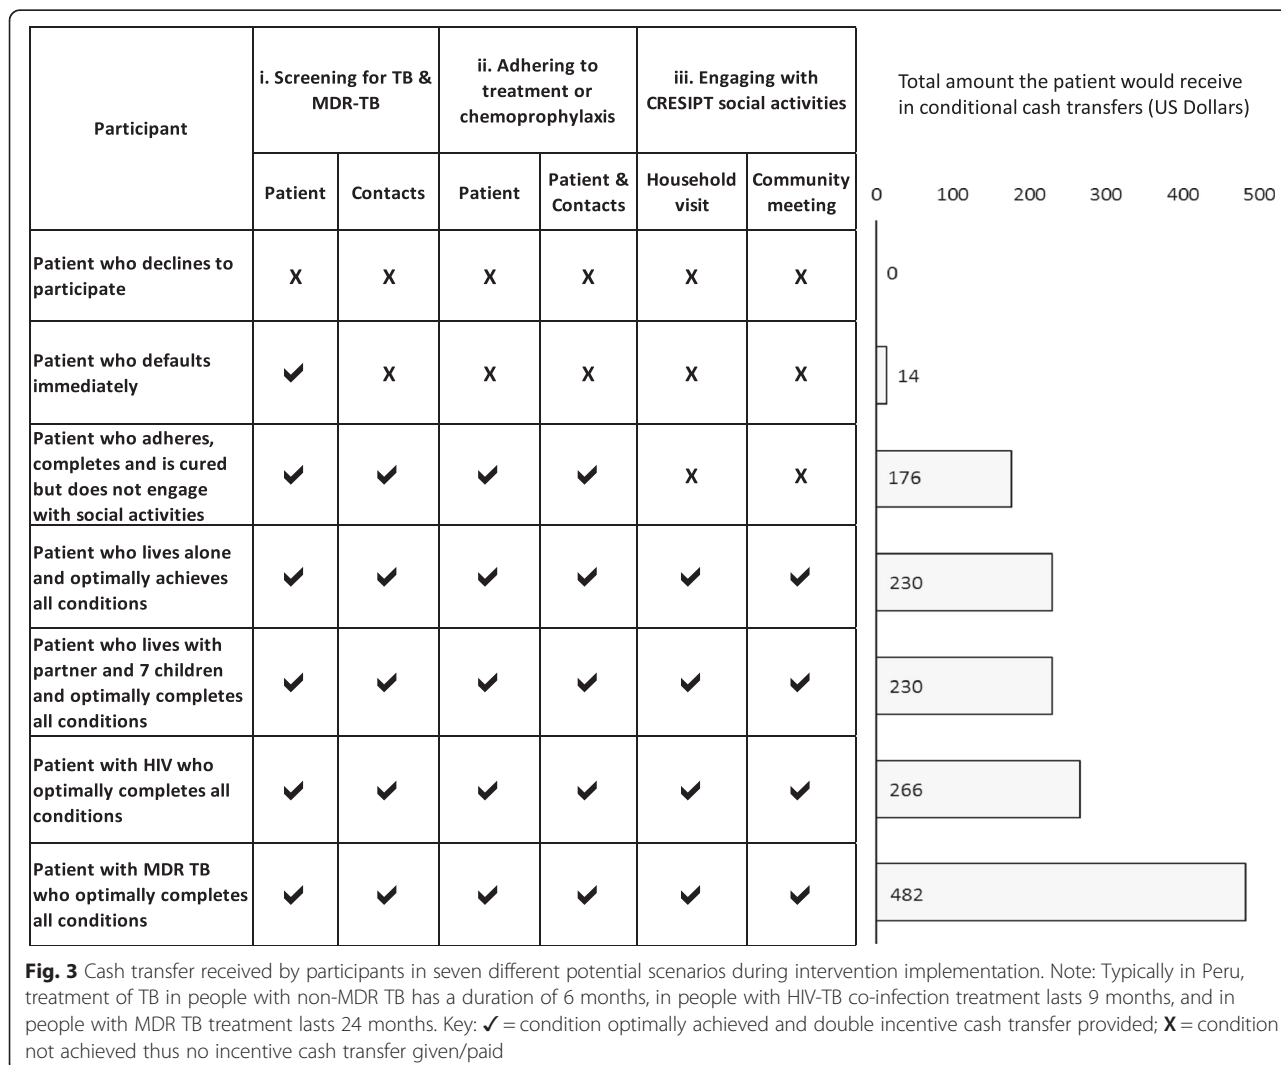 Participant
i. Screening for TB &
MDR-TB
ii. Adhering to
treatment or
chemoprophylaxis
iii. Engaging with
CRESIPT social activities
Total amount the patient would receive
in conditional cash transfers (US Dollars)
Patient
Contacts
Patient
Patient &
Contacts
Household
visit
Community
meeting
0 100 200 300 400 500
Patient who declines to
participate
X X X X X X
0
Patient who defaults
immediately
✔ X X X X X
14
Patient who adheres,
completes and is cured
but does not engage
with social activities
✔ ✔ ✔ ✔ X X
176
Patient who lives alone
and optimally achieves
all conditions
✔ ✔ ✔ ✔ ✔ ✔
230
Patient who lives with
partner and 7 children
and optimally completes
all conditions
✔ ✔ ✔ ✔ ✔ ✔
230
Patient with HIV who
optimally completes all
conditions
✔ ✔ ✔ ✔ ✔ ✔
266
Patient with MDR TB
who optimally completes
all conditions
✔ ✔ ✔ ✔ ✔ ✔
482
Fig. 3 Cash transfer received by participants in seven different potential scenarios during intervention implementation. Note: Typically in Peru,
treatment of TB in people with non-MDR TB has a duration of 6 months, in people with HIV-TB co-infection treatment lasts 9 months, and in
people with MDR TB treatment lasts 24 months. Key: ✓ = condition optimally achieved and double incentive cash transfer provided; X = condition
not achieved thus no incentive cash transfer given/paid